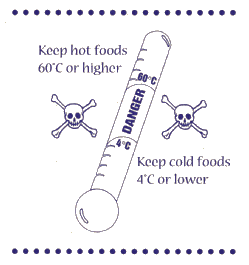 Keep hot foods
60°C or higher
60°C
DANGER
4°C
Keep cold foods
4°C or lower